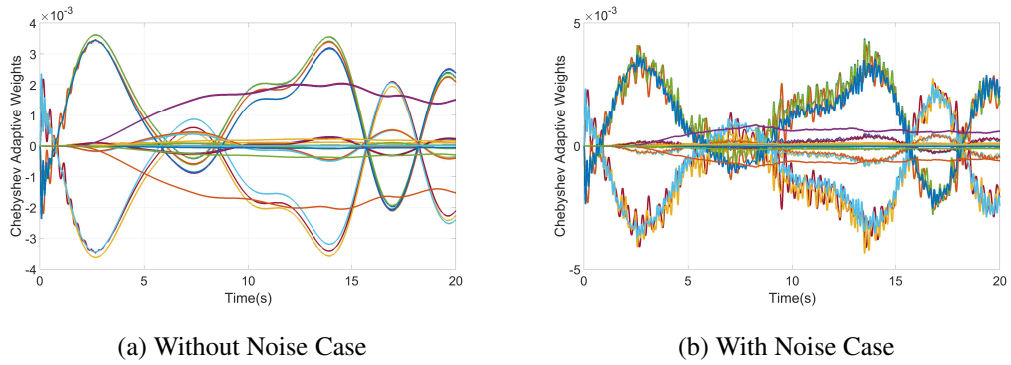 ×10⁻³
4
3
2
1
0
-1
-2
-3
-4
Chebyshev Adaptive Weights
0 5 10 15 20
Time(s)
(a) Without Noise Case
×10⁻³
5
0
-5
Chebyshev Adaptive Weights
0 5 10 15 20
Time(s)
(b) With Noise Case